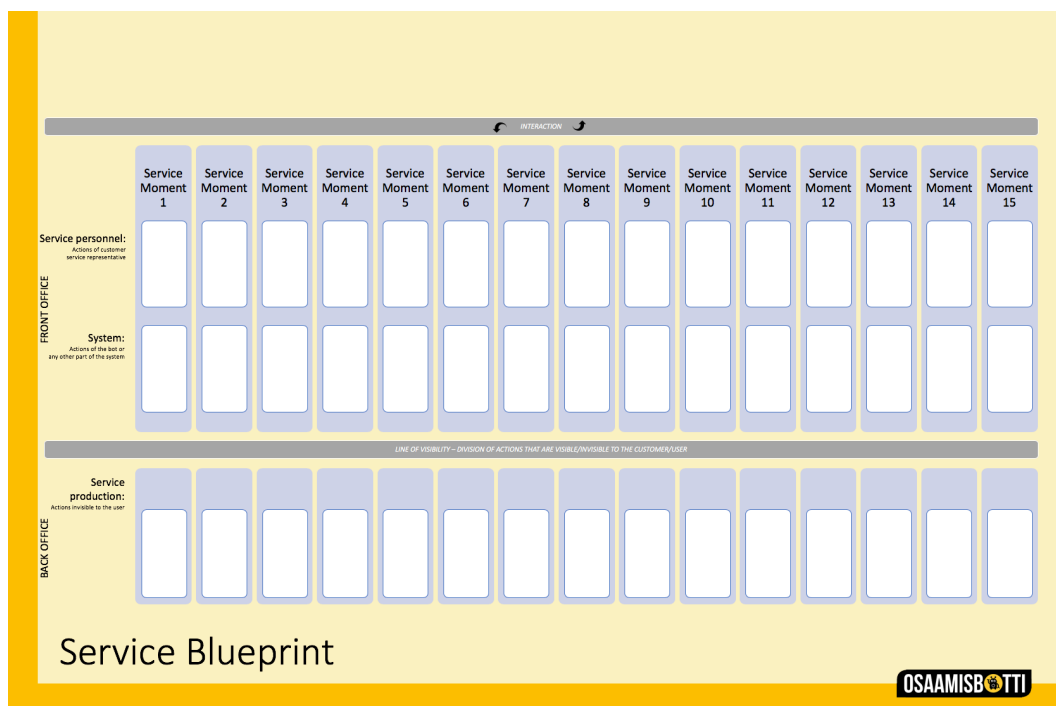 INTERACTION
Service Moment 1
Service Moment 2
Service Moment 3
Service Moment 4
Service Moment 5
Service Moment 6
Service Moment 7
Service Moment 8
Service Moment 9
Service Moment 10
Service Moment 11
Service Moment 12
Service Moment 13
Service Moment 14
Service Moment 15
FRONT OFFICE
Service personnel:
Actions of customer
service representative
System:
Actions of the bot or
any other part of the system
LINE OF VISIBILITY – DIVISION OF ACTIONS THAT ARE VISIBLE/INVISIBLE TO THE CUSTOMER/USER
BACK OFFICE
Service
production:
Actions invisible to the user
Service Blueprint
OSAAMISBOTTI